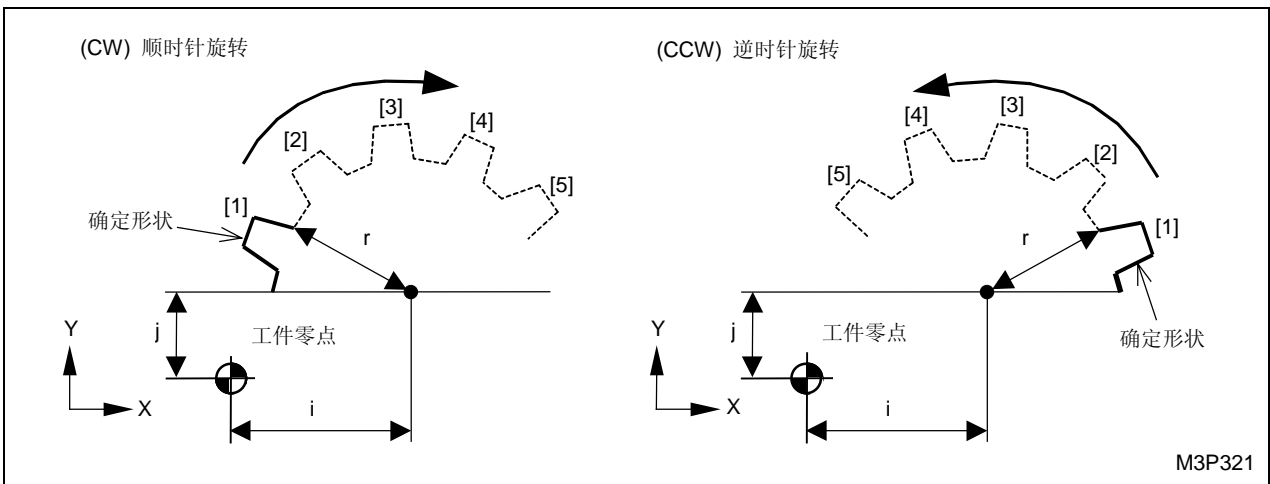 (CW) 顺时针旋转
[3]
[2]
[4]
[5]
[1]
确定形状
r
j
工件零点
Y
X
i
(CCW) 逆时针旋转
[3]
[4]
[2]
[5]
[1]
r
确定形状
j
工件零点
Y
X
i
M3P321